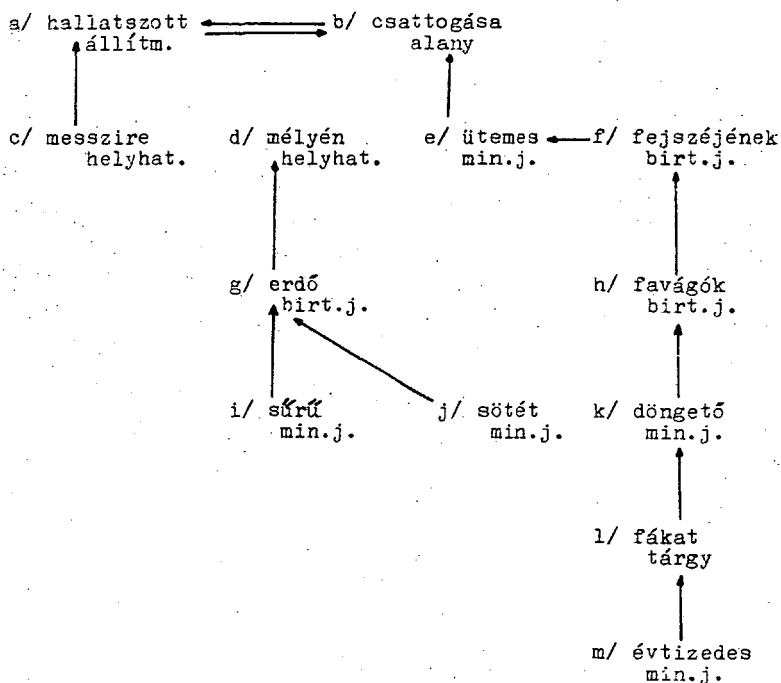 a/ hallatszott b/ csattogása
állítm. alany
c/ messzire d/ mélyén e/ ütemes f/ fejszéjének
helyhat. helyhat. min.j. birt.j.
g/ erdő h/ favágók
birt.j. birt.j.
i/ sűrű j/ sötét k/ döngető
min.j. min.j. min.j.
l/ fákat
tárgy
m/ évtizedes
min.j.